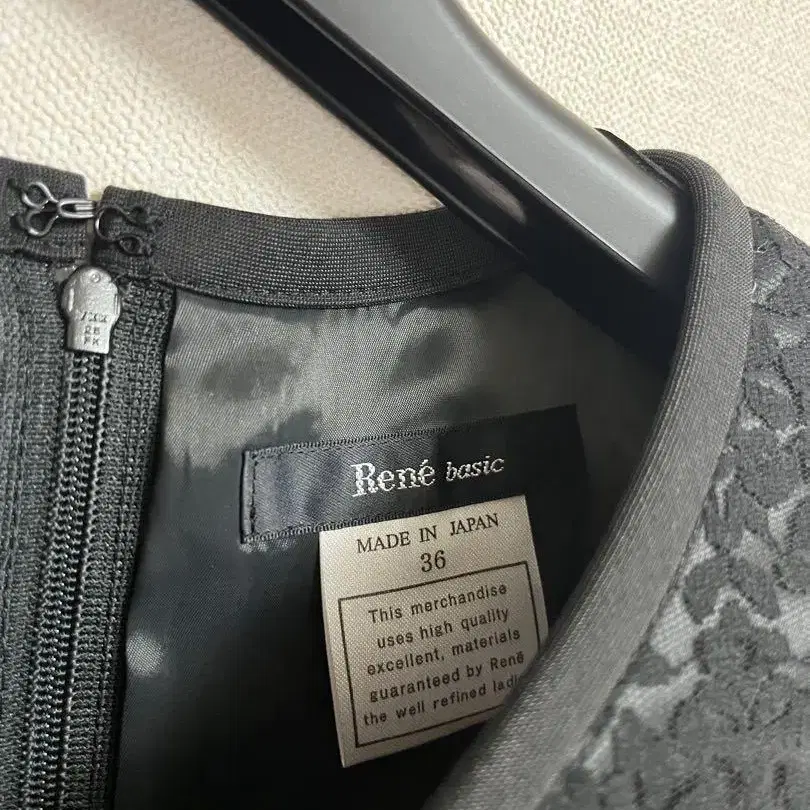 René basic
MADE IN JAPAN
36
This merchandise
uses high quality
excellent, materials
guaranteed by René
the well refined